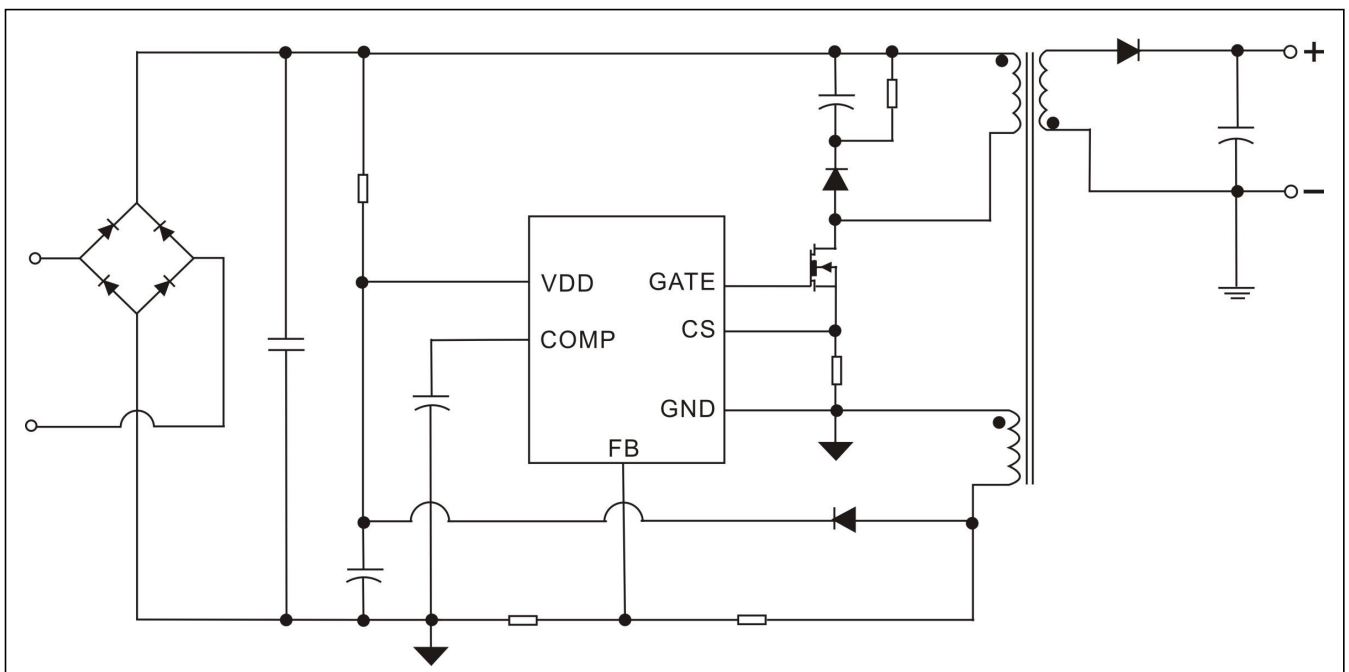 +
−
VDD
GATE
COMP
CS
GND
FB